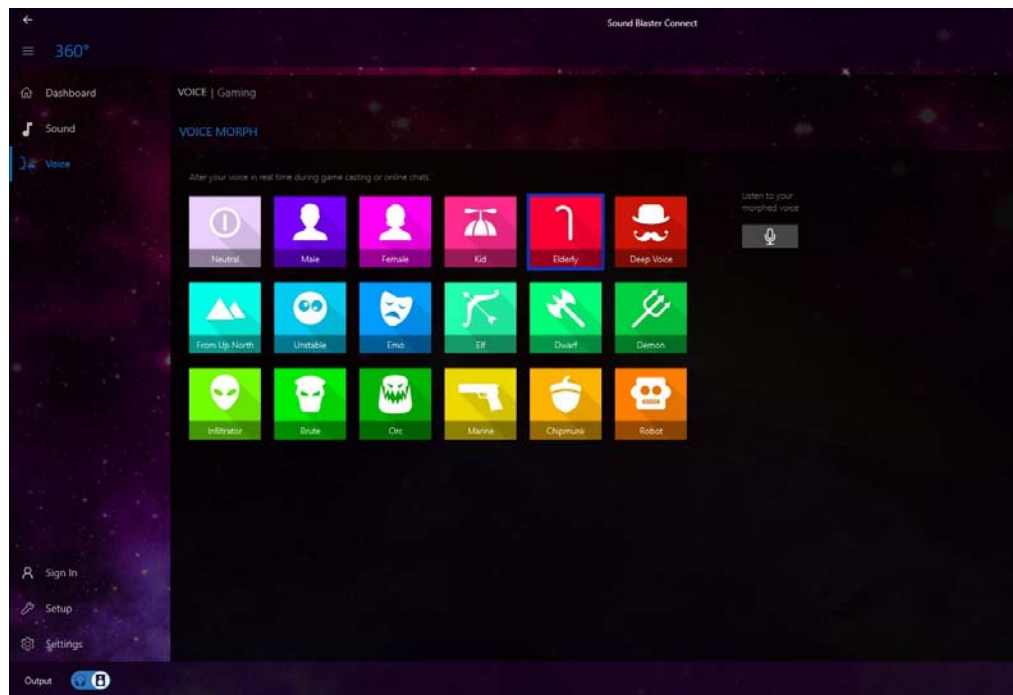 Sound Blaster Connect
360°
Dashboard
Sound
Voice
VOICE | Gaming
VOICE MORPH
Alter your voice in real time during game casting or online chats.
Listen to your
morphed voice
Neutral Male Female Kid Elderly Deep Voice
From Up North Unstable Emo Elf Dwarf Demon
Infiltrator Brute Orc Marine Chipmunk Robot
Sign In
Setup
Settings
Output